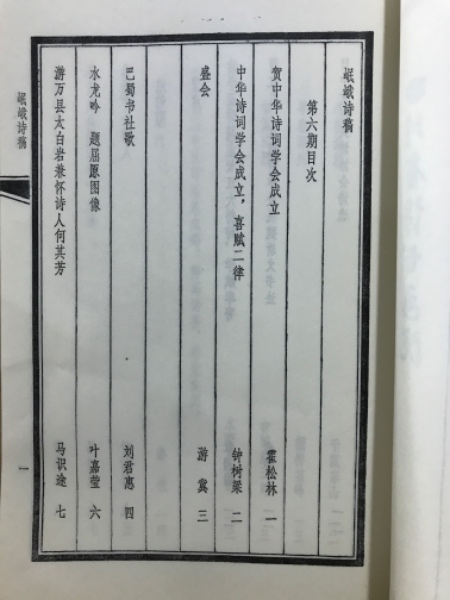 岷峨诗稿
第六期目次
贺中华诗词学会成立 霍松林 一
中华诗词学会成立，喜赋二律 钟树梁 二
盛会 游寞 三
巴蜀书社歌 刘君惠 四
水龙吟 题屈原图像 叶嘉莹 六
游万县太白岩兼怀诗人何其芳 马识途 七
岷峨诗稿
一